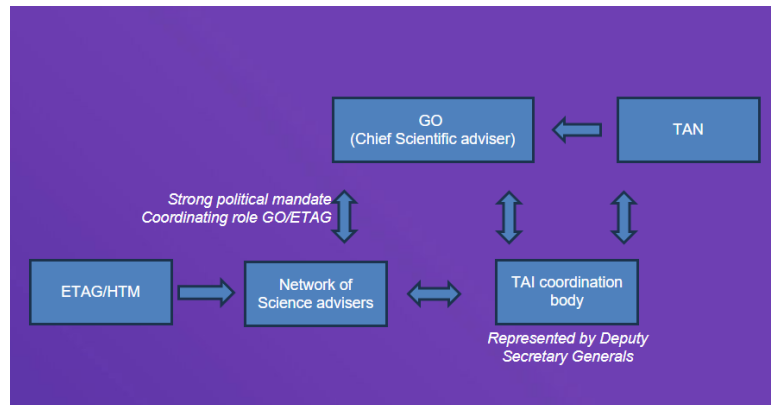 GO
(Chief Scientific adviser)
TAN
Strong political mandate
Coordinating role GO/ETAG
ETAG/HTM
Network of
Science advisers
TAI coordination
body
Represented by Deputy
Secretary Generals